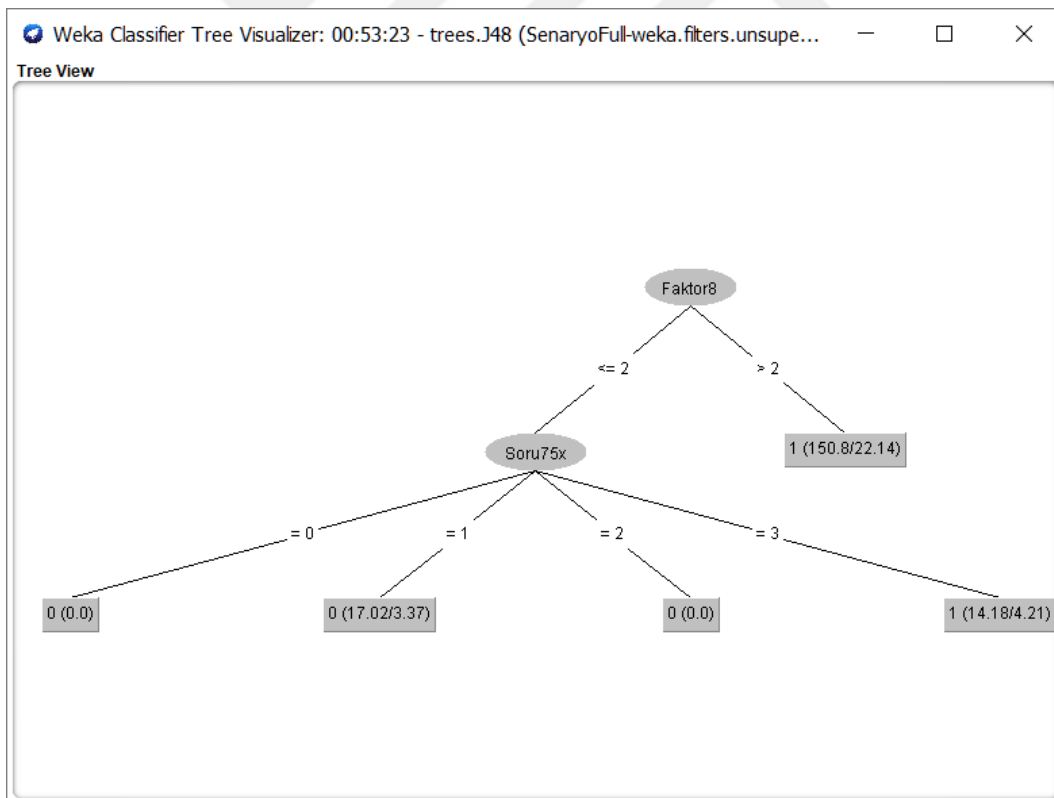 Weka Classifier Tree Visualizer: 00:53:23 - trees.J48 (SenaryoFull-weka.filters.unsupe...
Tree View
Faktor8
<= 2
> 2
Soru75x
1 (150.8/22.14)
= 0
= 1
= 2
= 3
0 (0.0)
0 (17.02/3.37)
0 (0.0)
1 (14.18/4.21)